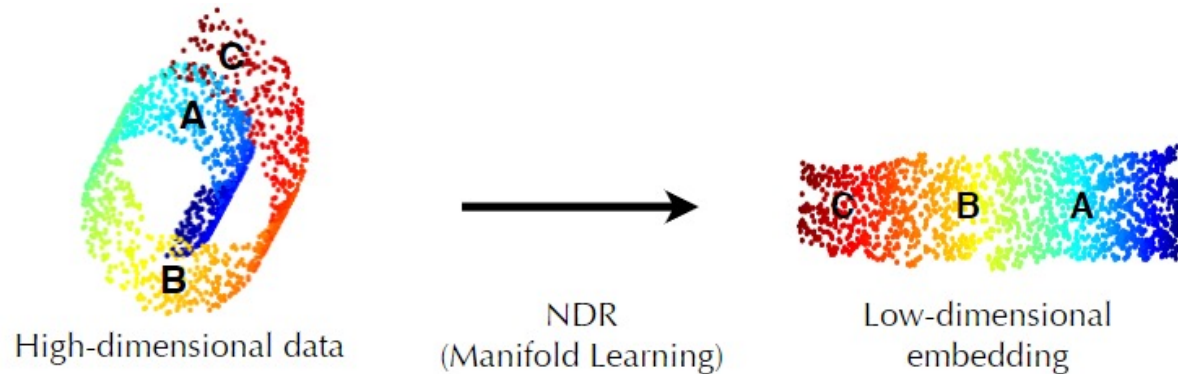 C
A
B
High-dimensional data
NDR
(Manifold Learning)
C B A
Low-dimensional
embedding